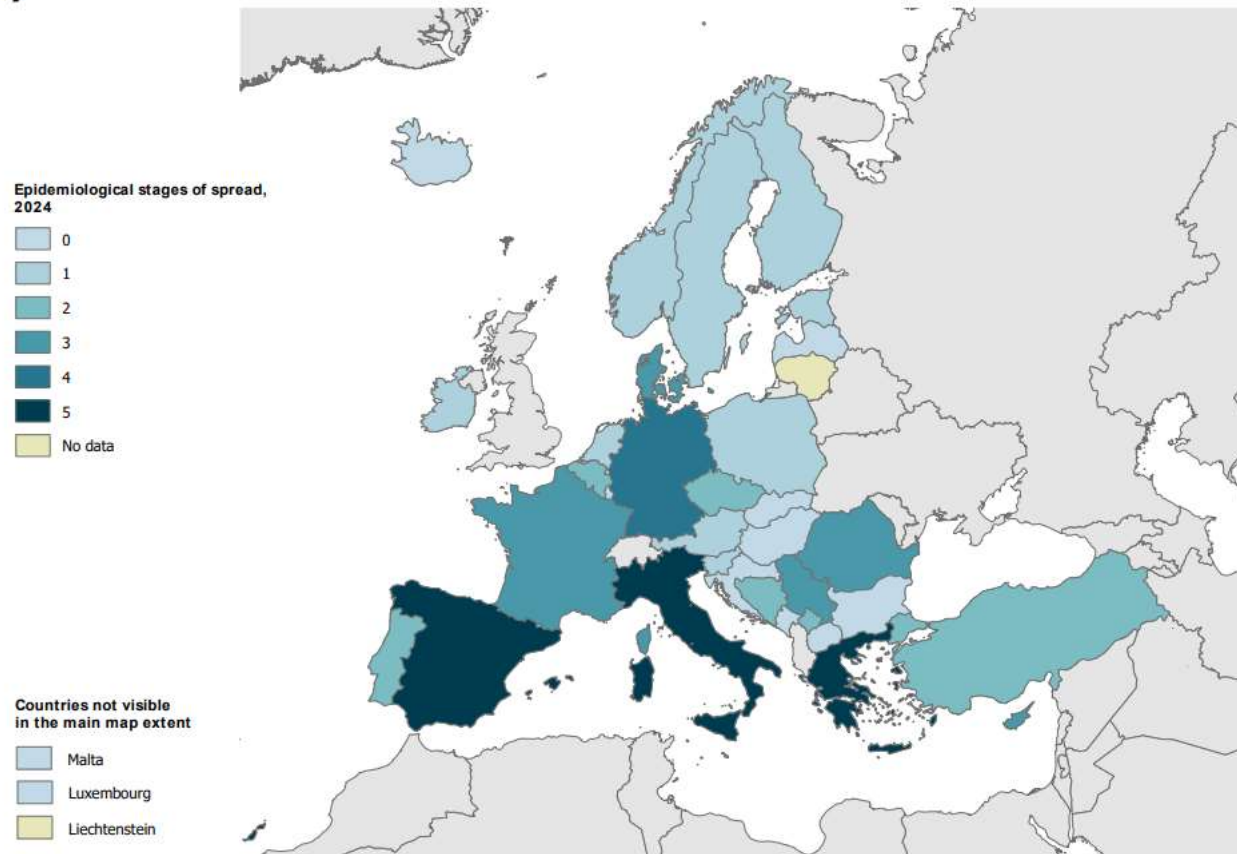 Epidemiological stages of spread,
2024
0
1
2
3
4
5
No data
Countries not visible
in the main map extent
Malta
Luxembourg
Liechtenstein